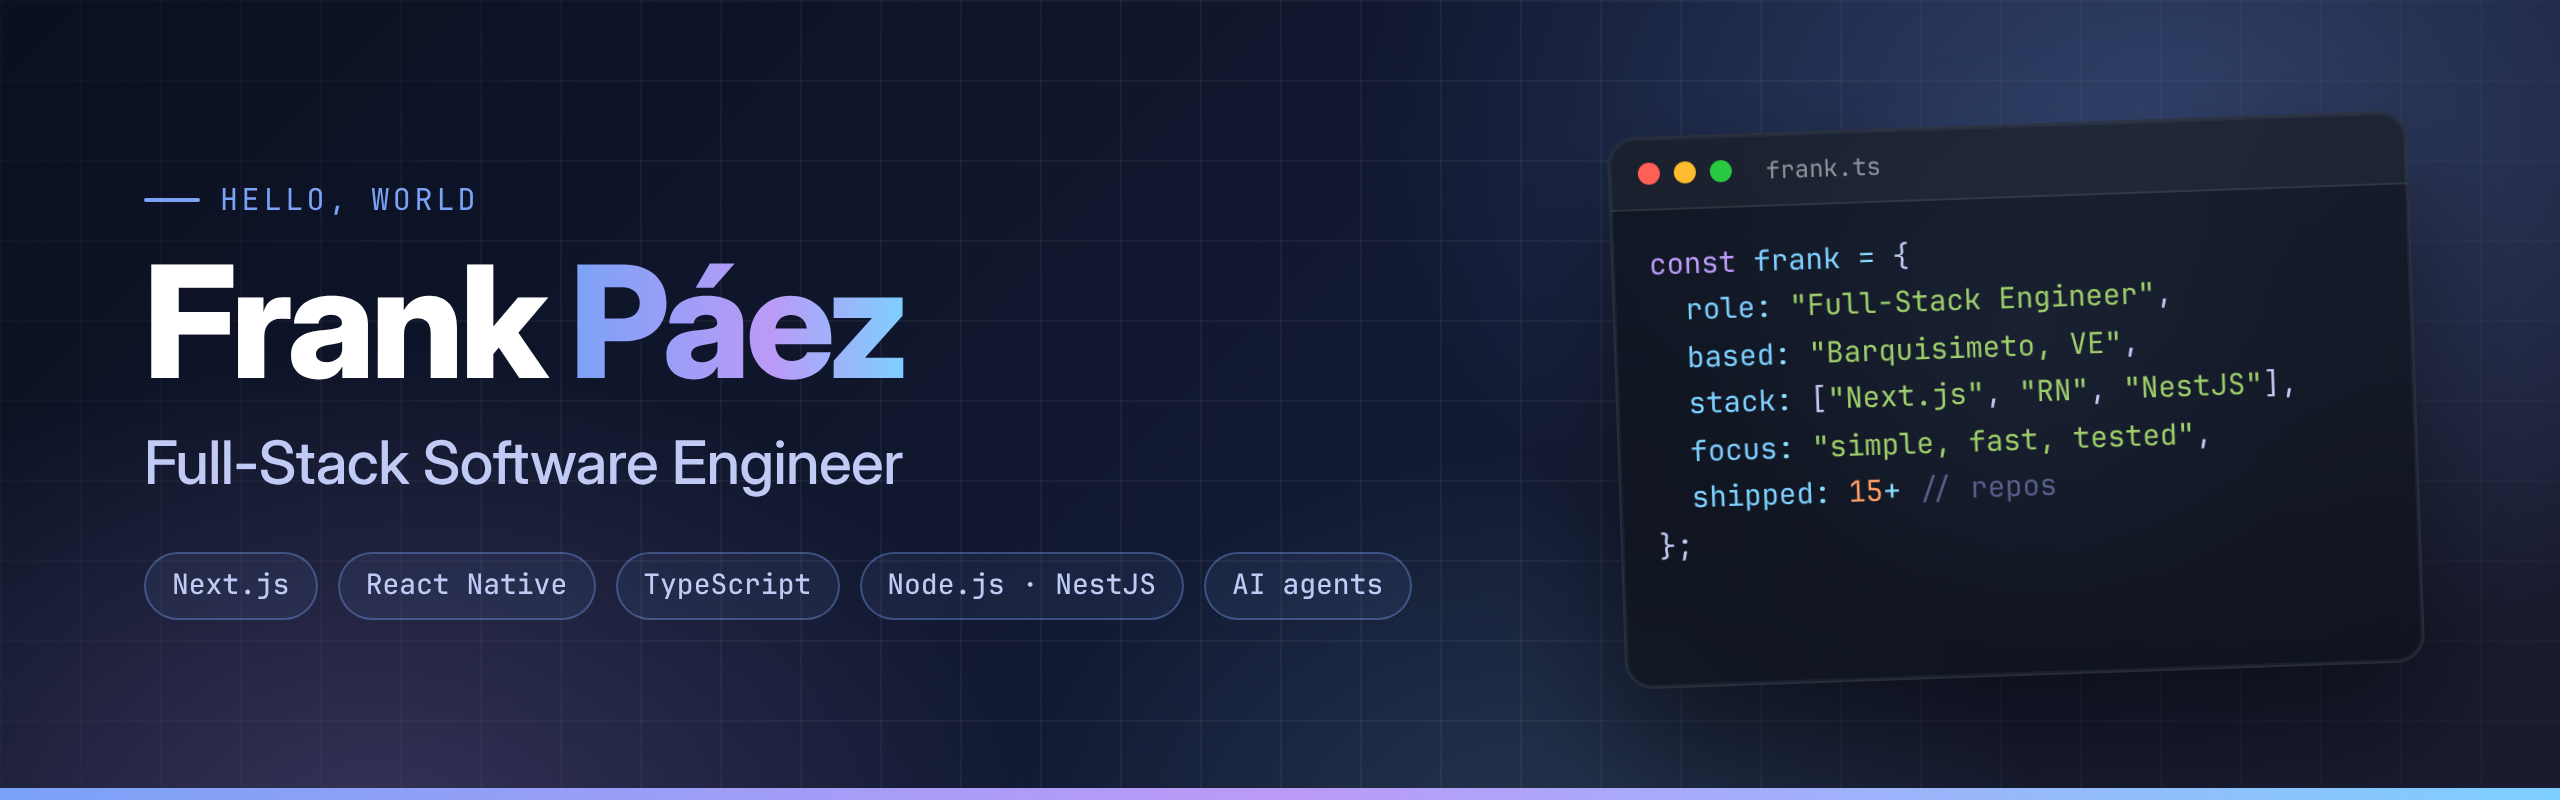 HELLO, WORLD
Frank Páez
Full-Stack Software Engineer
Next.js
React Native
TypeScript
Node.js · NestJS
AI agents
frank.ts
const frank = {
role: "Full-Stack Engineer",
based: "Barquisimeto, VE",
stack: ["Next.js", "RN", "NestJS"],
focus: "simple, fast, tested",
shipped: 15+ // repos
};